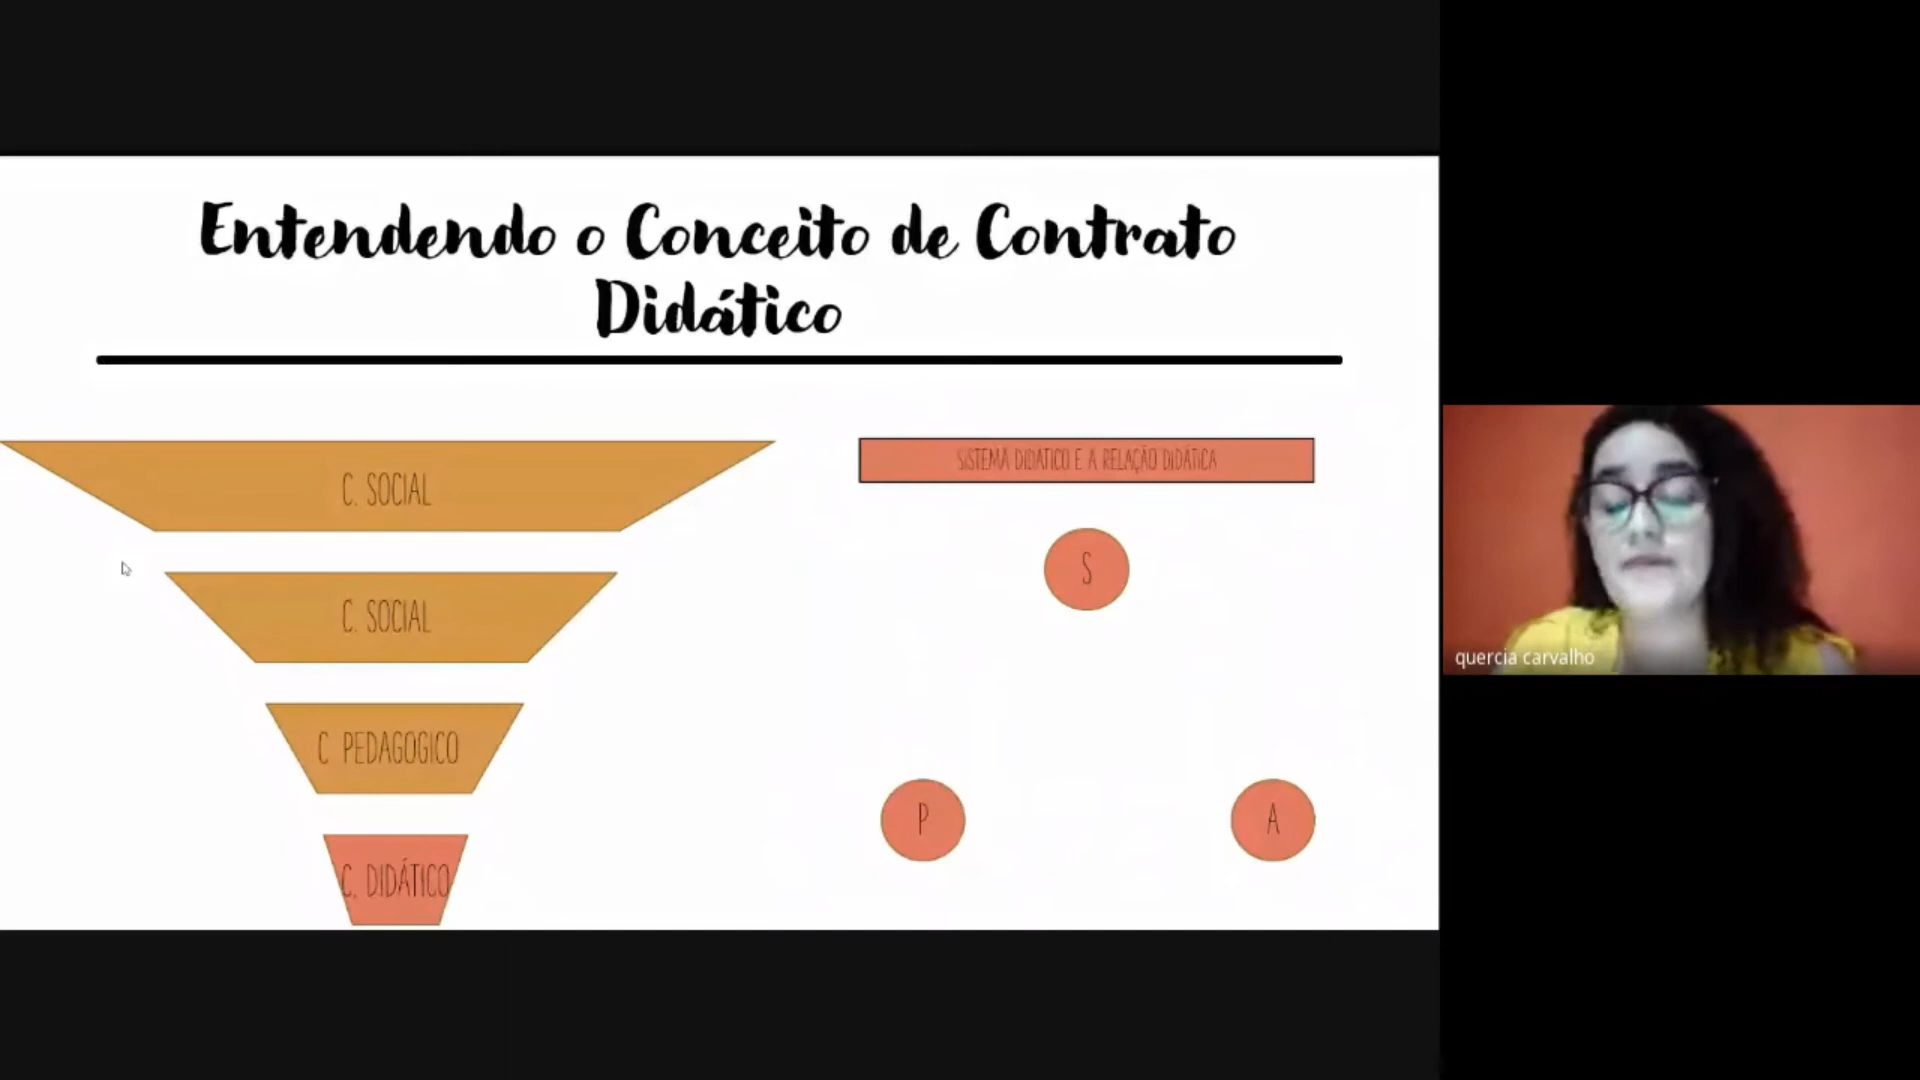 Entendendo o Conceito de Contrato
Didático
C. SOCIAL
C. SOCIAL
C PEDAGOGICO
C. DIDÁTICO
SISTEMA DIDATICO E A RELAÇÃO DIDÁTICA
S
P
A
quercia carvalho